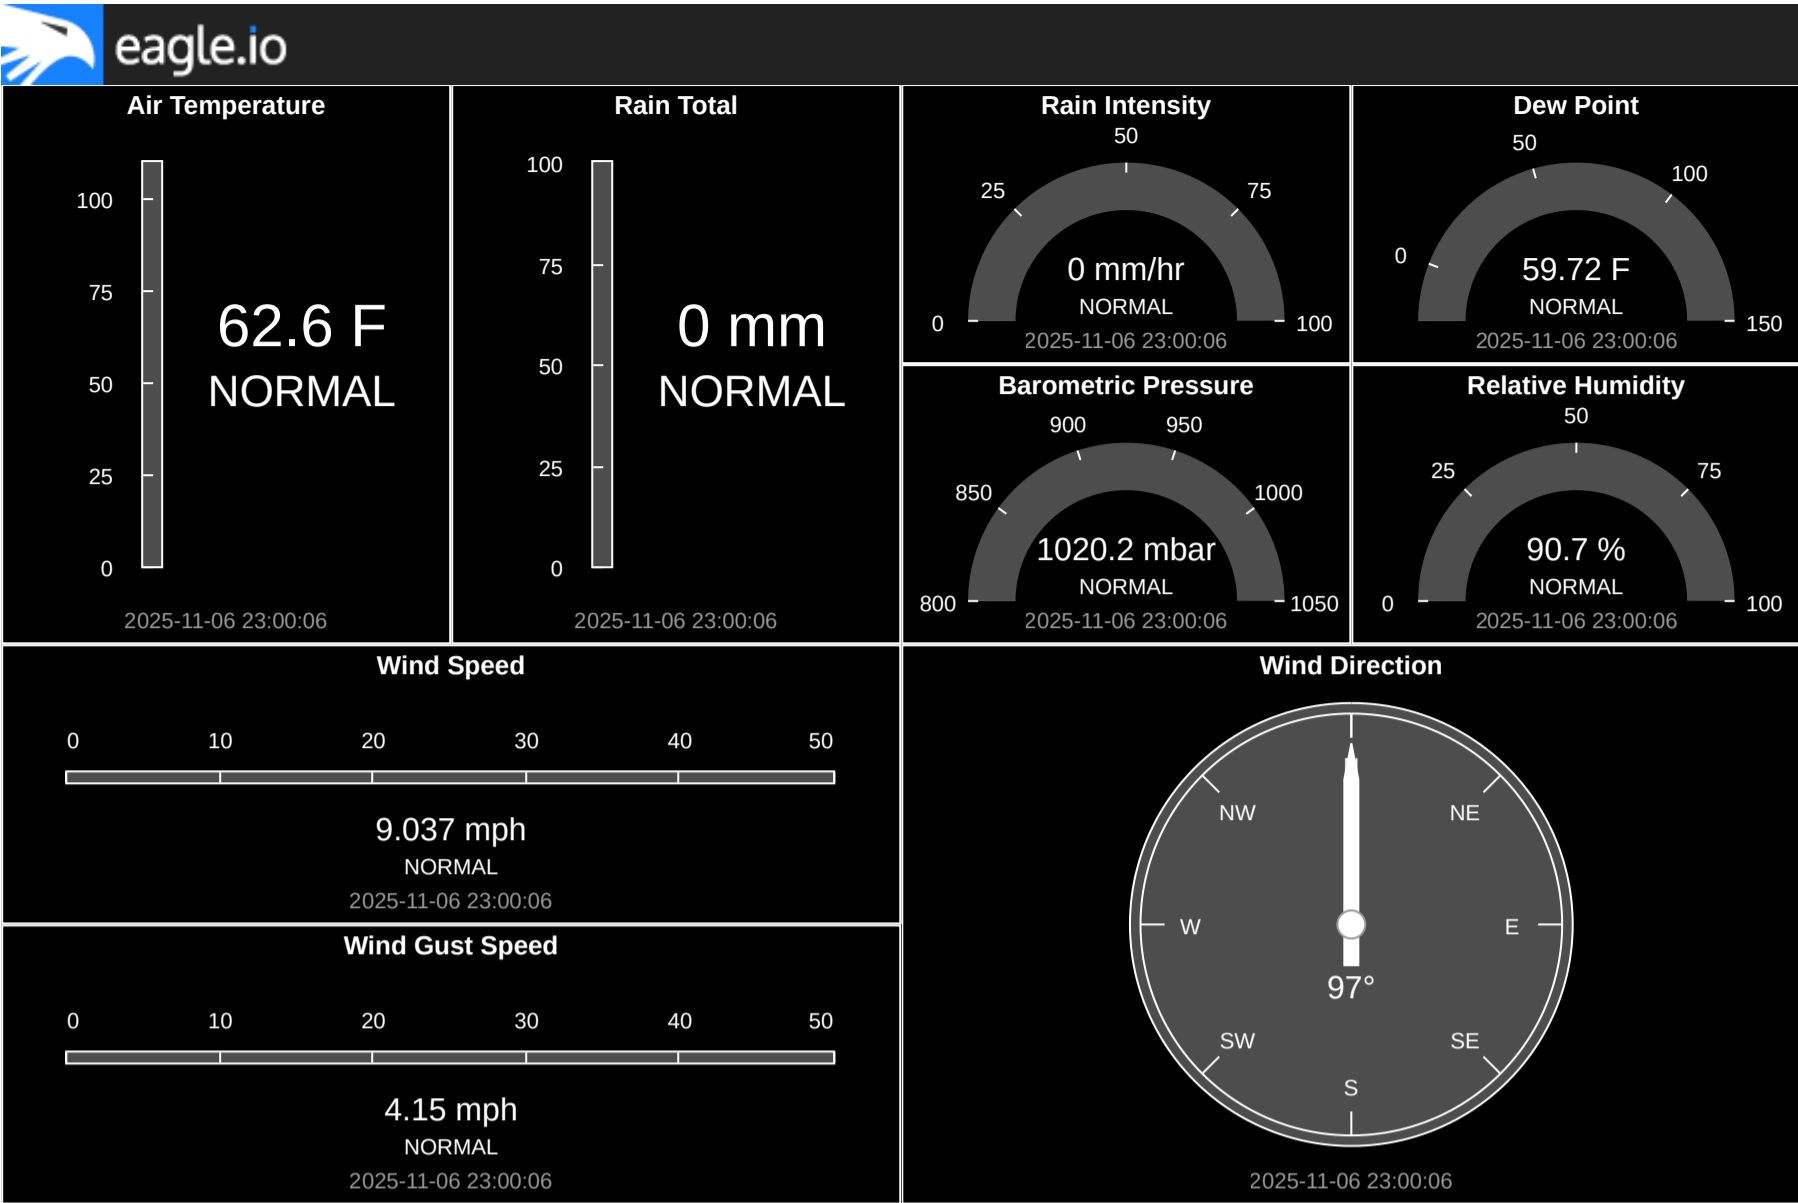 eagle.io
Air Temperature
100
75
50
25
0
62.6 F
NORMAL
2025-11-06 23:00:06
Rain Total
100
75
50
25
0
0 mm
NORMAL
2025-11-06 23:00:06
Rain Intensity
0
25
50
75
100
0 mm/hr
NORMAL
2025-11-06 23:00:06
Dew Point
0
50
100
150
59.72 F
NORMAL
2025-11-06 23:00:06
Barometric Pressure
800
850
900
950
1000
1050
1020.2 mbar
NORMAL
2025-11-06 23:00:06
Relative Humidity
0
25
50
75
100
90.7 %
NORMAL
2025-11-06 23:00:06
Wind Speed
0 10 20 30 40 50
9.037 mph
NORMAL
2025-11-06 23:00:06
Wind Gust Speed
0 10 20 30 40 50
4.15 mph
NORMAL
2025-11-06 23:00:06
Wind Direction
NW NE
W E
97°
SW SE
S
2025-11-06 23:00:06